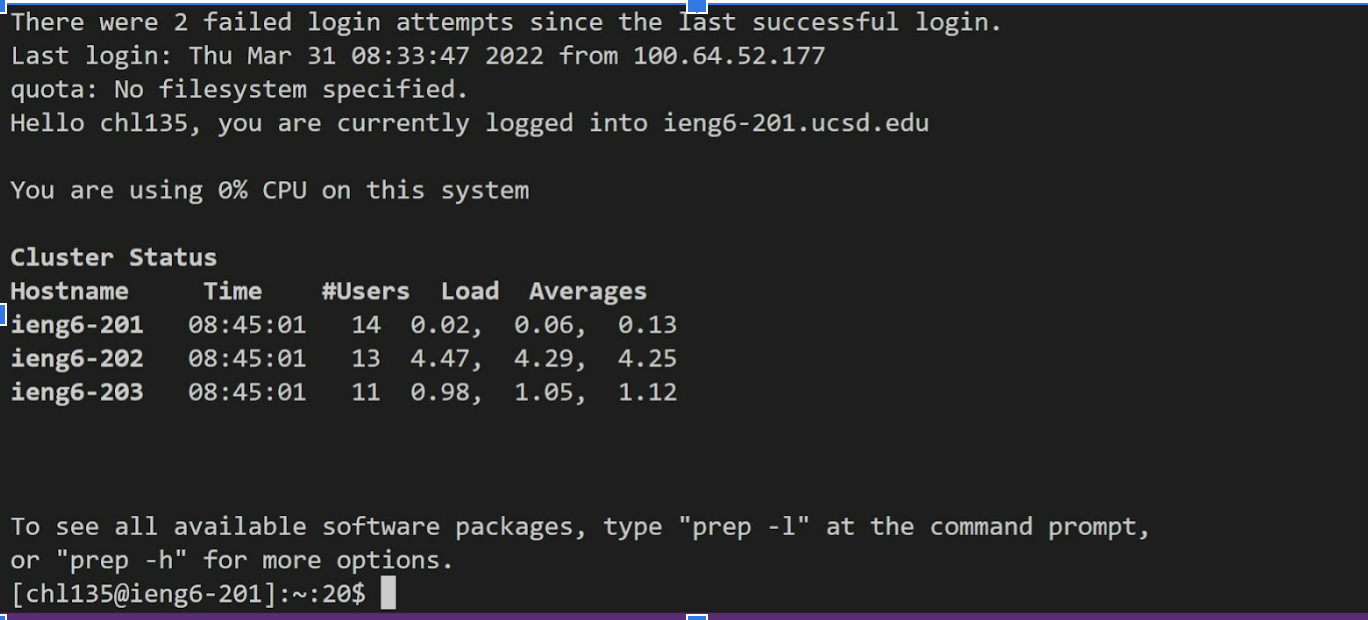 There were 2 failed login attempts since the last successful login.
Last login: Thu Mar 31 08:33:47 2022 from 100.64.52.177
quota: No filesystem specified.
Hello chl135, you are currently logged into ieng6-201.ucsd.edu
You are using 0% CPU on this system
Cluster Status
Hostname Time #Users Load Averages
ieng6-201 08:45:01 14 0.02, 0.06, 0.13
ieng6-202 08:45:01 13 4.47, 4.29, 4.25
ieng6-203 08:45:01 11 0.98, 1.05, 1.12
To see all available software packages, type "prep -l" at the command prompt,
or "prep -h" for more options.
[chl135@ieng6-201]:~:20$